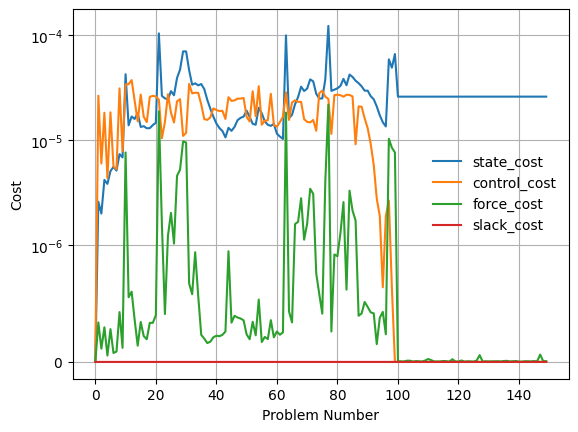 10⁻⁴
10⁻⁵
10⁻⁶
0
Cost
state_cost
control_cost
force_cost
slack_cost
0 20 40 60 80 100 120 140
Problem Number